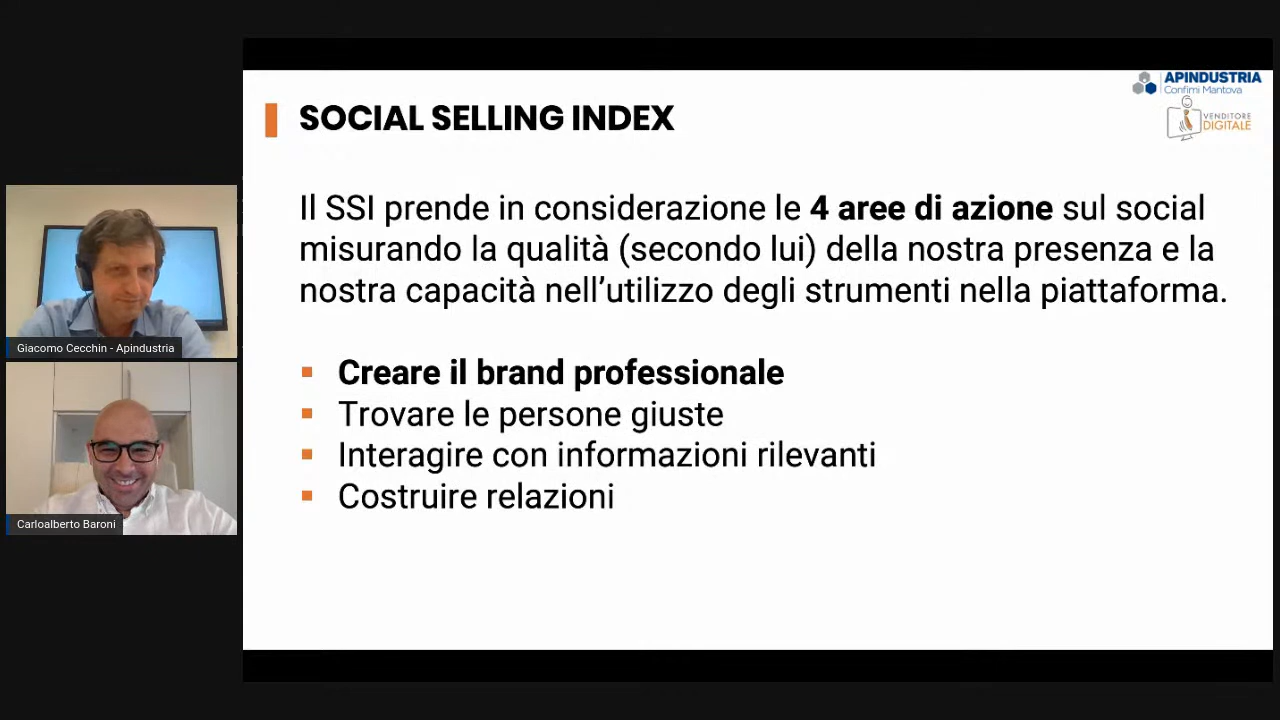 APINDUSTRIA
Confimi Mantova
VENDITORE
DIGITALE
SOCIAL SELLING INDEX
Il SSI prende in considerazione le 4 aree di azione sul social
misurando la qualità (secondo lui) della nostra presenza e la
nostra capacità nell’utilizzo degli strumenti nella piattaforma.
Creare il brand professionale
Trovare le persone giuste
Interagire con informazioni rilevanti
Costruire relazioni
Giacomo Cecchin - Apindustria
Carloalberto Baroni